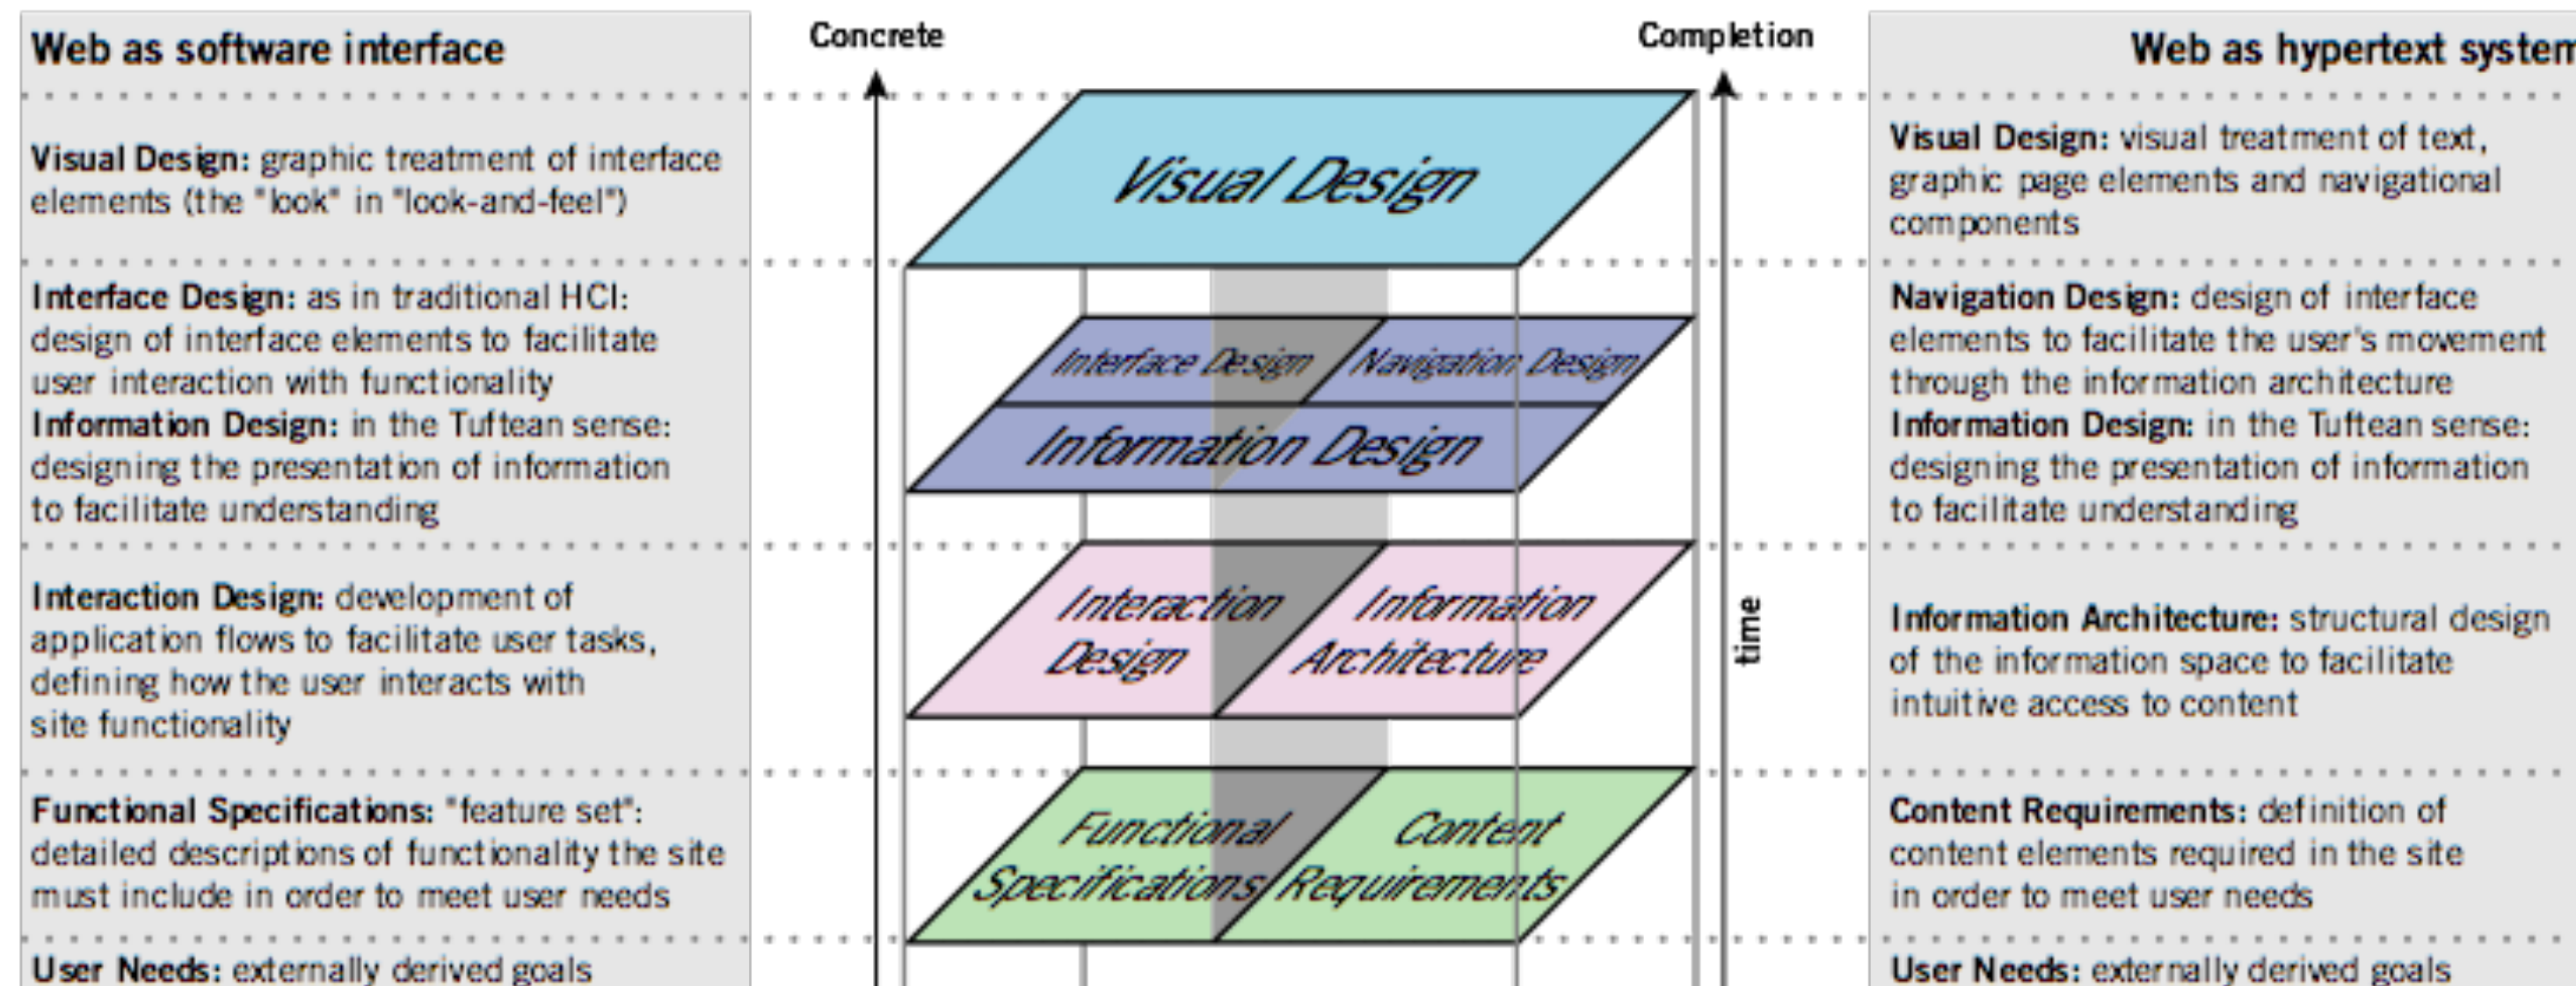 Web as software interface
Visual Design: graphic treatment of interface
elements (the "look" in "look-and-feel")
Interface Design: as in traditional HCI:
design of interface elements to facilitate
user interaction with functionality
Information Design: in the Tuftean sense:
designing the presentation of information
to facilitate understanding
Interaction Design: development of
application flows to facilitate user tasks,
defining how the user interacts with
site functionality
Functional Specifications: "feature set":
detailed descriptions of functionality the site
must include in order to meet user needs
User Needs: externally derived goals
Concrete
Completion
Visual Design
Interface Design
Navigation Design
Information Design
Interaction
Design
Information
Architecture
Functional
Specifications
Content
Requirements
time
Web as hypertext system
Visual Design: visual treatment of text,
graphic page elements and navigational
components
Navigation Design: design of interface
elements to facilitate the user's movement
through the information architecture
Information Design: in the Tuftean sense:
designing the presentation of information
to facilitate understanding
Information Architecture: structural design
of the information space to facilitate
intuitive access to content
Content Requirements: definition of
content elements required in the site
in order to meet user needs
User Needs: externally derived goals